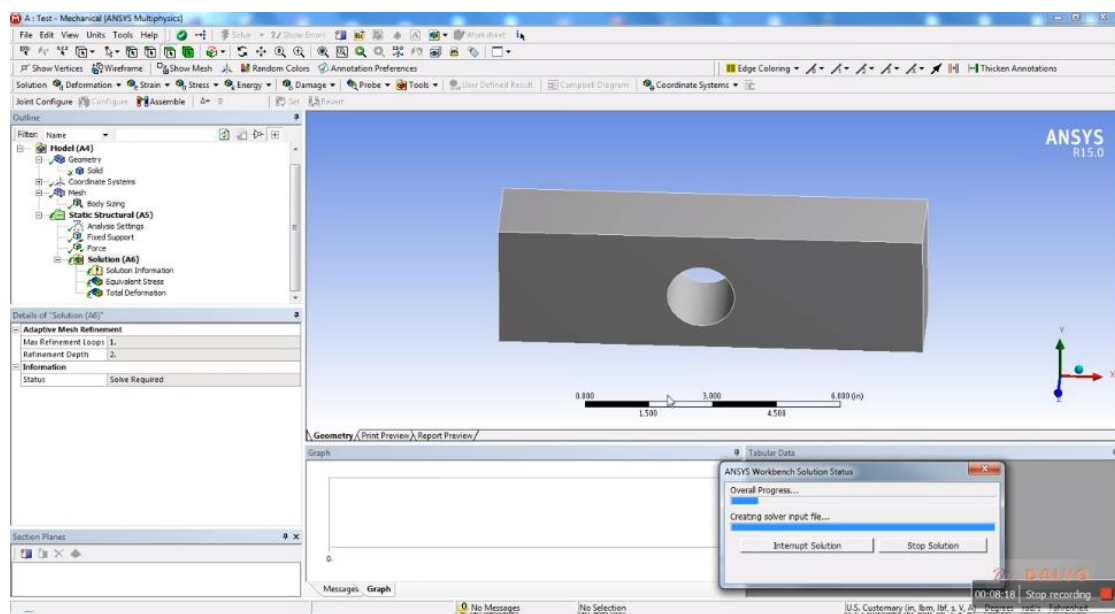 A : Test - Mechanical [ANSYS Multiphysics]
File Edit View Units Tools Help Solve ?/ Show Errors Worksheet
Show Vertices Wireframe Show Mesh Random Colors Annotation Preferences Edge Coloring Thicken Annotations
Solution Deformation Strain Stress Energy Damage Probe Tools User Defined Result Campbell Diagram Coordinate Systems
Joint Configure Configure Assemble Δ= 0 Set Revert
Outline
Filter: Name
Model (A4)
Geometry
Solid
Coordinate Systems
Mesh
Body Sizing
Static Structural (A5)
Analysis Settings
Fixed Support
Force
Solution (A6)
Solution Information
Equivalent Stress
Total Deformation
Details of "Solution (A6)"
Adaptive Mesh Refinement
Max Refinement Loops 1.
Refinement Depth 2.
Information
Status Solve Required
Section Planes
ANSYS
R15.0
Y
X
Z
0.000 3.000 6.000 (in)
1.500 4.500
Geometry Print Preview Report Preview
Graph
0.
Messages Graph
Tabular Data
ANSYS Workbench Solution Status
Overall Progress...
Creating solver input file...
Interrupt Solution Stop Solution
DALYO
00:08:18 Stop recording
0 No Messages No Selection U.S. Customary (in, lbm, lbf, s, V, A) Degrees rad/s Fahrenheit